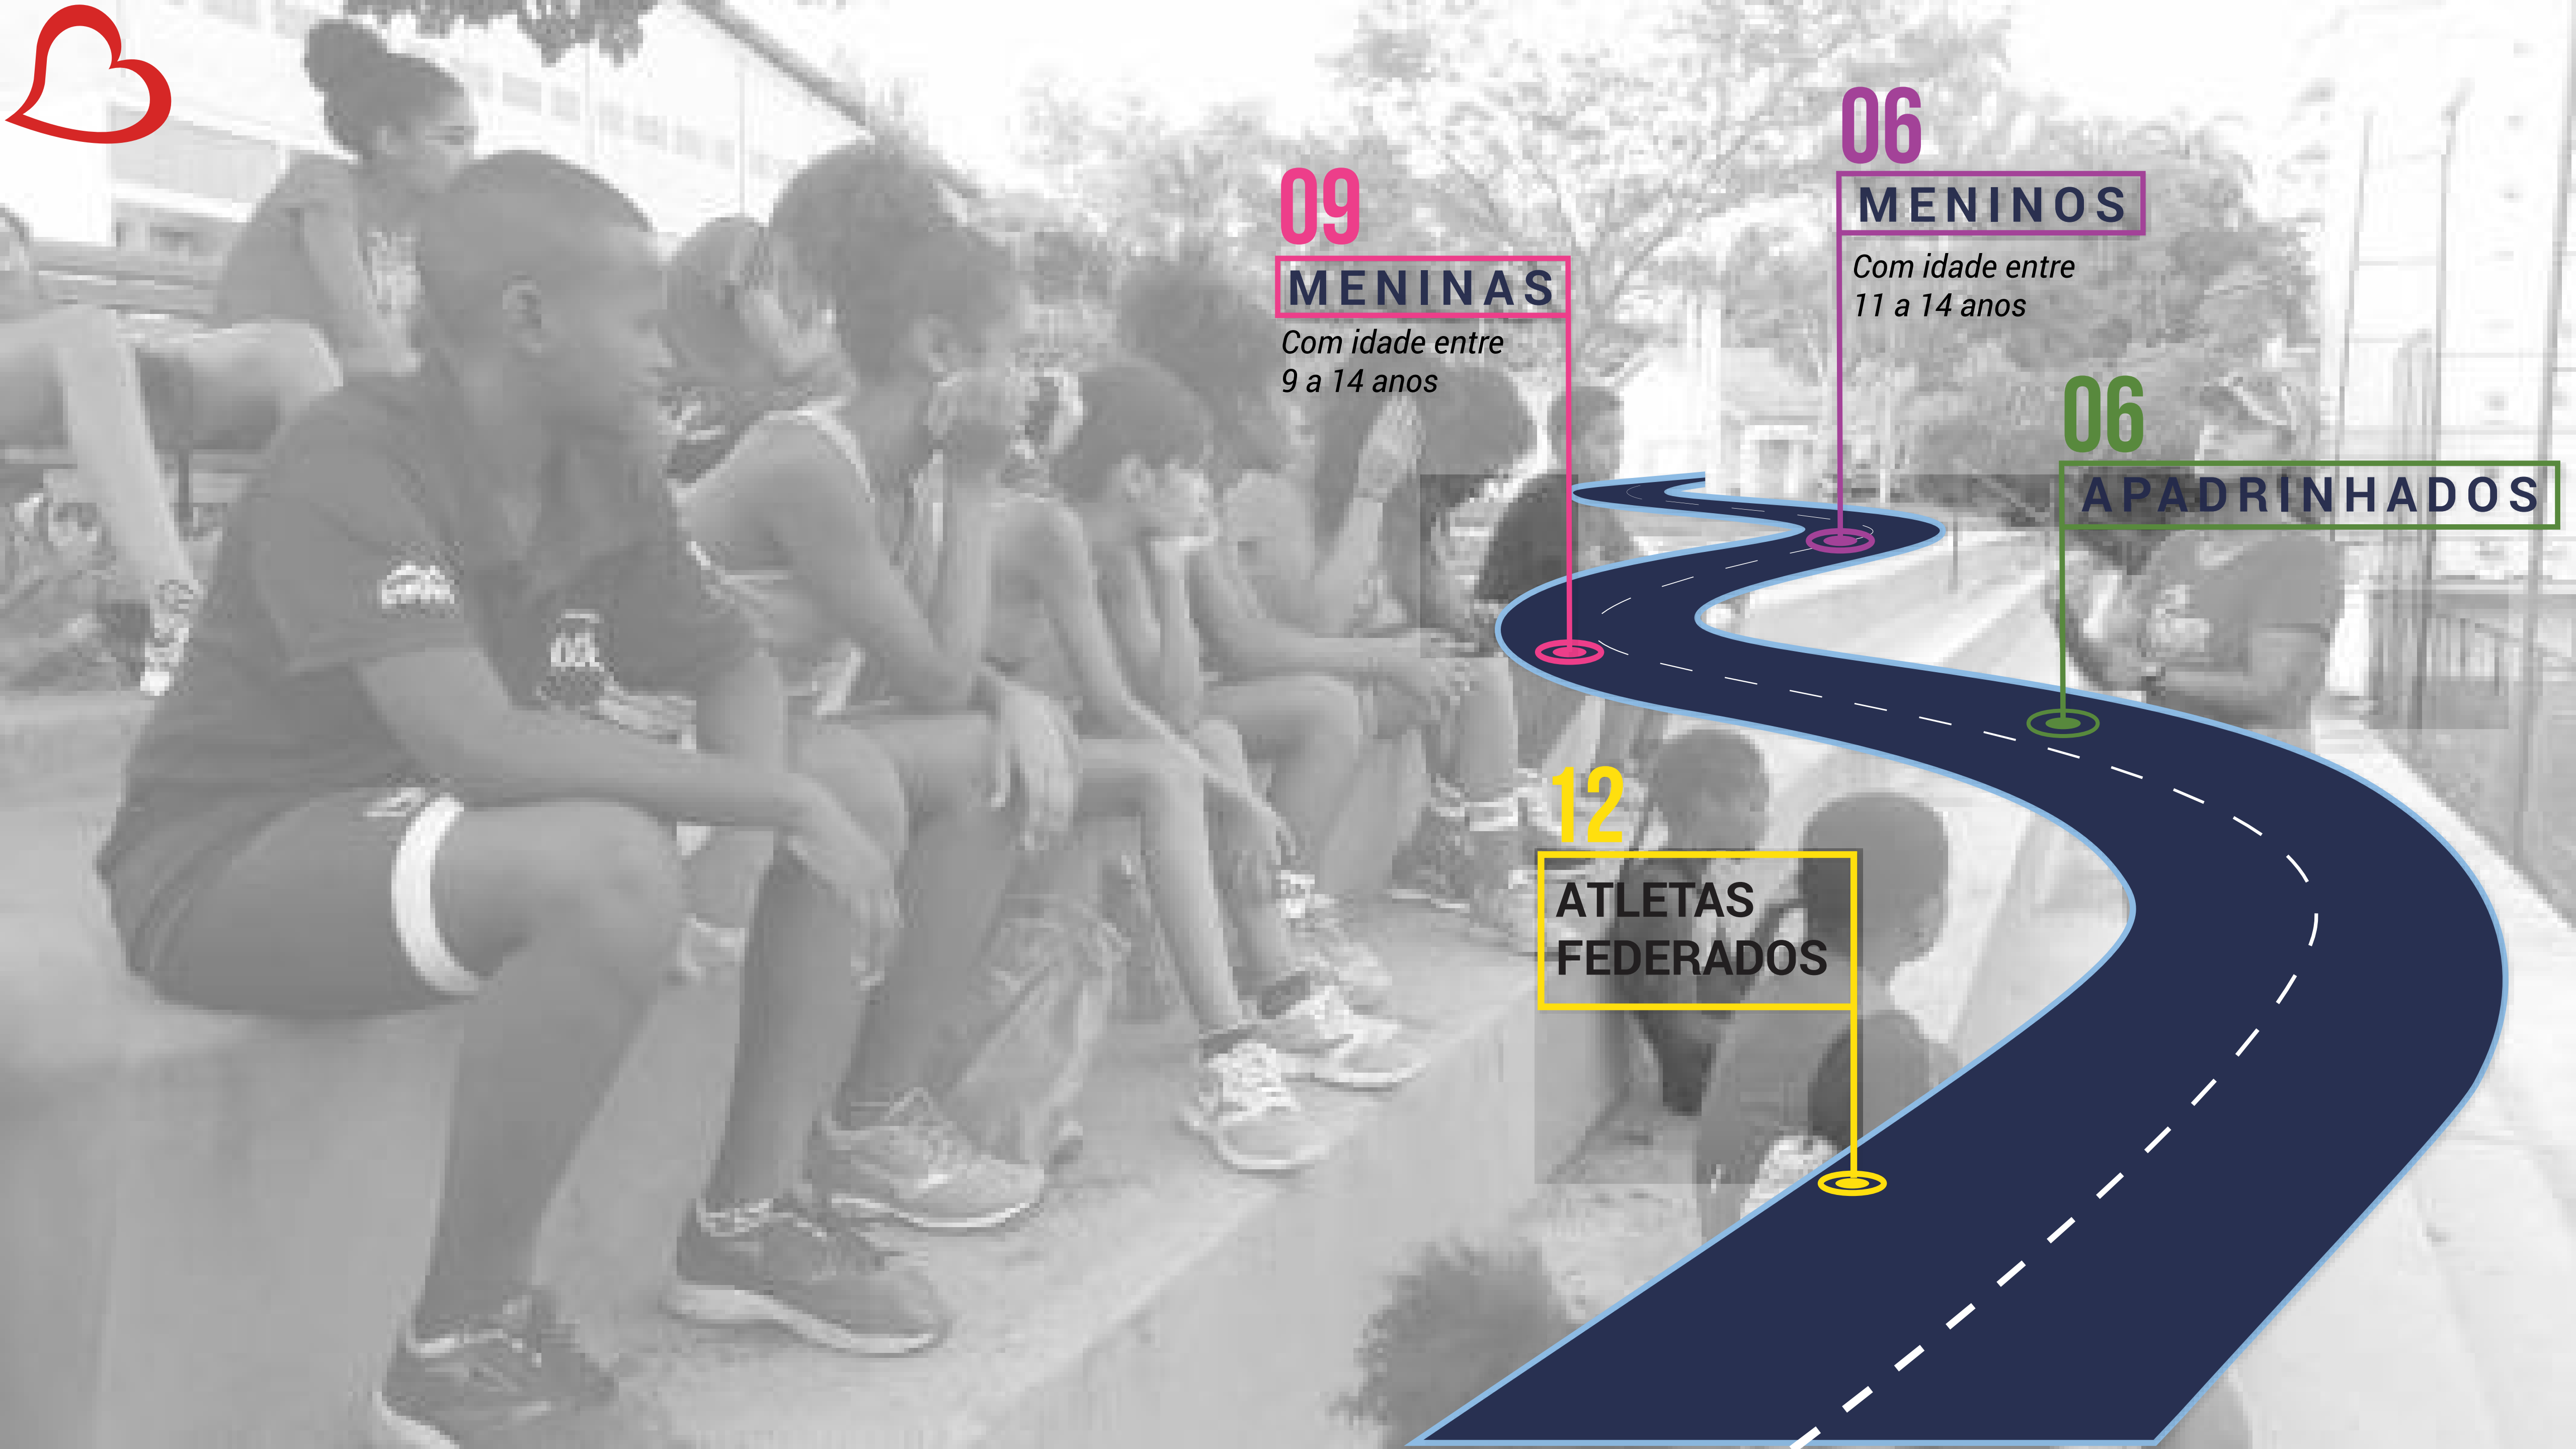 09
MENINAS
Com idade entre
9 a 14 anos
06
MENINOS
Com idade entre
11 a 14 anos
06
APADRINHADOS
12
ATLETAS
FEDERADOS